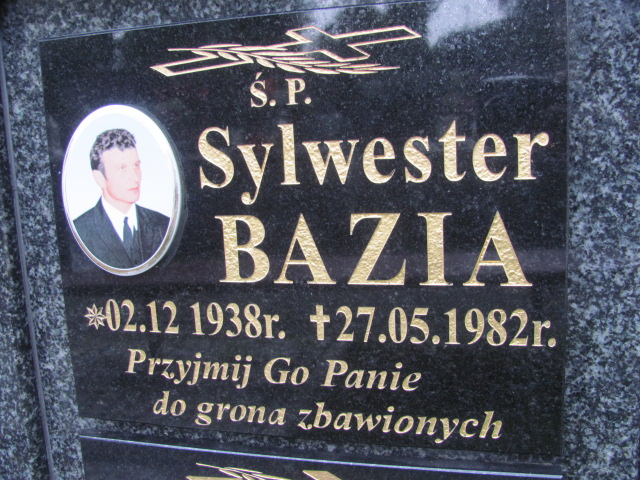 Ś. P.
Sylwester
BAZIA
02.12 1938r. 27.05.1982r.
Przyjmij Go Panie
do grona zbawionych